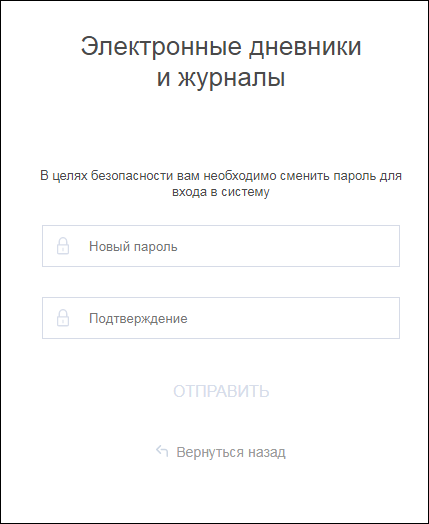 Электронные дневники
и журналы
В целях безопасности вам необходимо сменить пароль для
входа в систему
Новый пароль
Подтверждение
ОТПРАВИТЬ
Вернуться назад